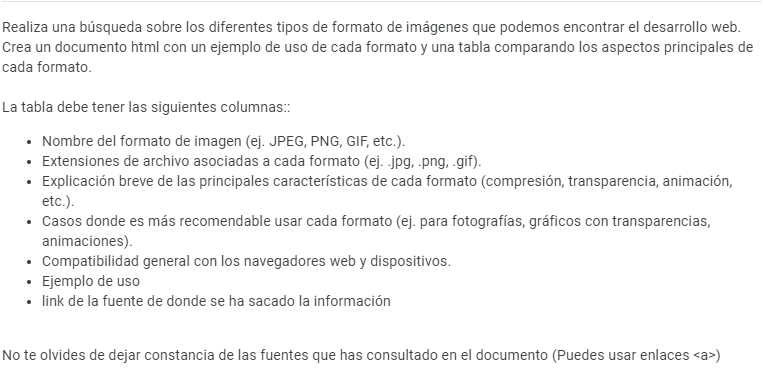 Realiza una búsqueda sobre los diferentes tipos de formato de imágenes que podemos encontrar el desarrollo web.
Crea un documento html con un ejemplo de uso de cada formato y una tabla comparando los aspectos principales de
cada formato.
La tabla debe tener las siguientes columnas::
• Nombre del formato de imagen (ej. JPEG, PNG, GIF, etc.).
• Extensiones de archivo asociadas a cada formato (ej. .jpg, .png, .gif).
• Explicación breve de las principales características de cada formato (compresión, transparencia, animación,
etc.).
• Casos donde es más recomendable usar cada formato (ej. para fotografías, gráficos con transparencias,
animaciones).
• Compatibilidad general con los navegadores web y dispositivos.
• Ejemplo de uso
• link de la fuente de donde se ha sacado la información
No te olvides de dejar constancia de las fuentes que has consultado en el documento (Puedes usar enlaces <a>)